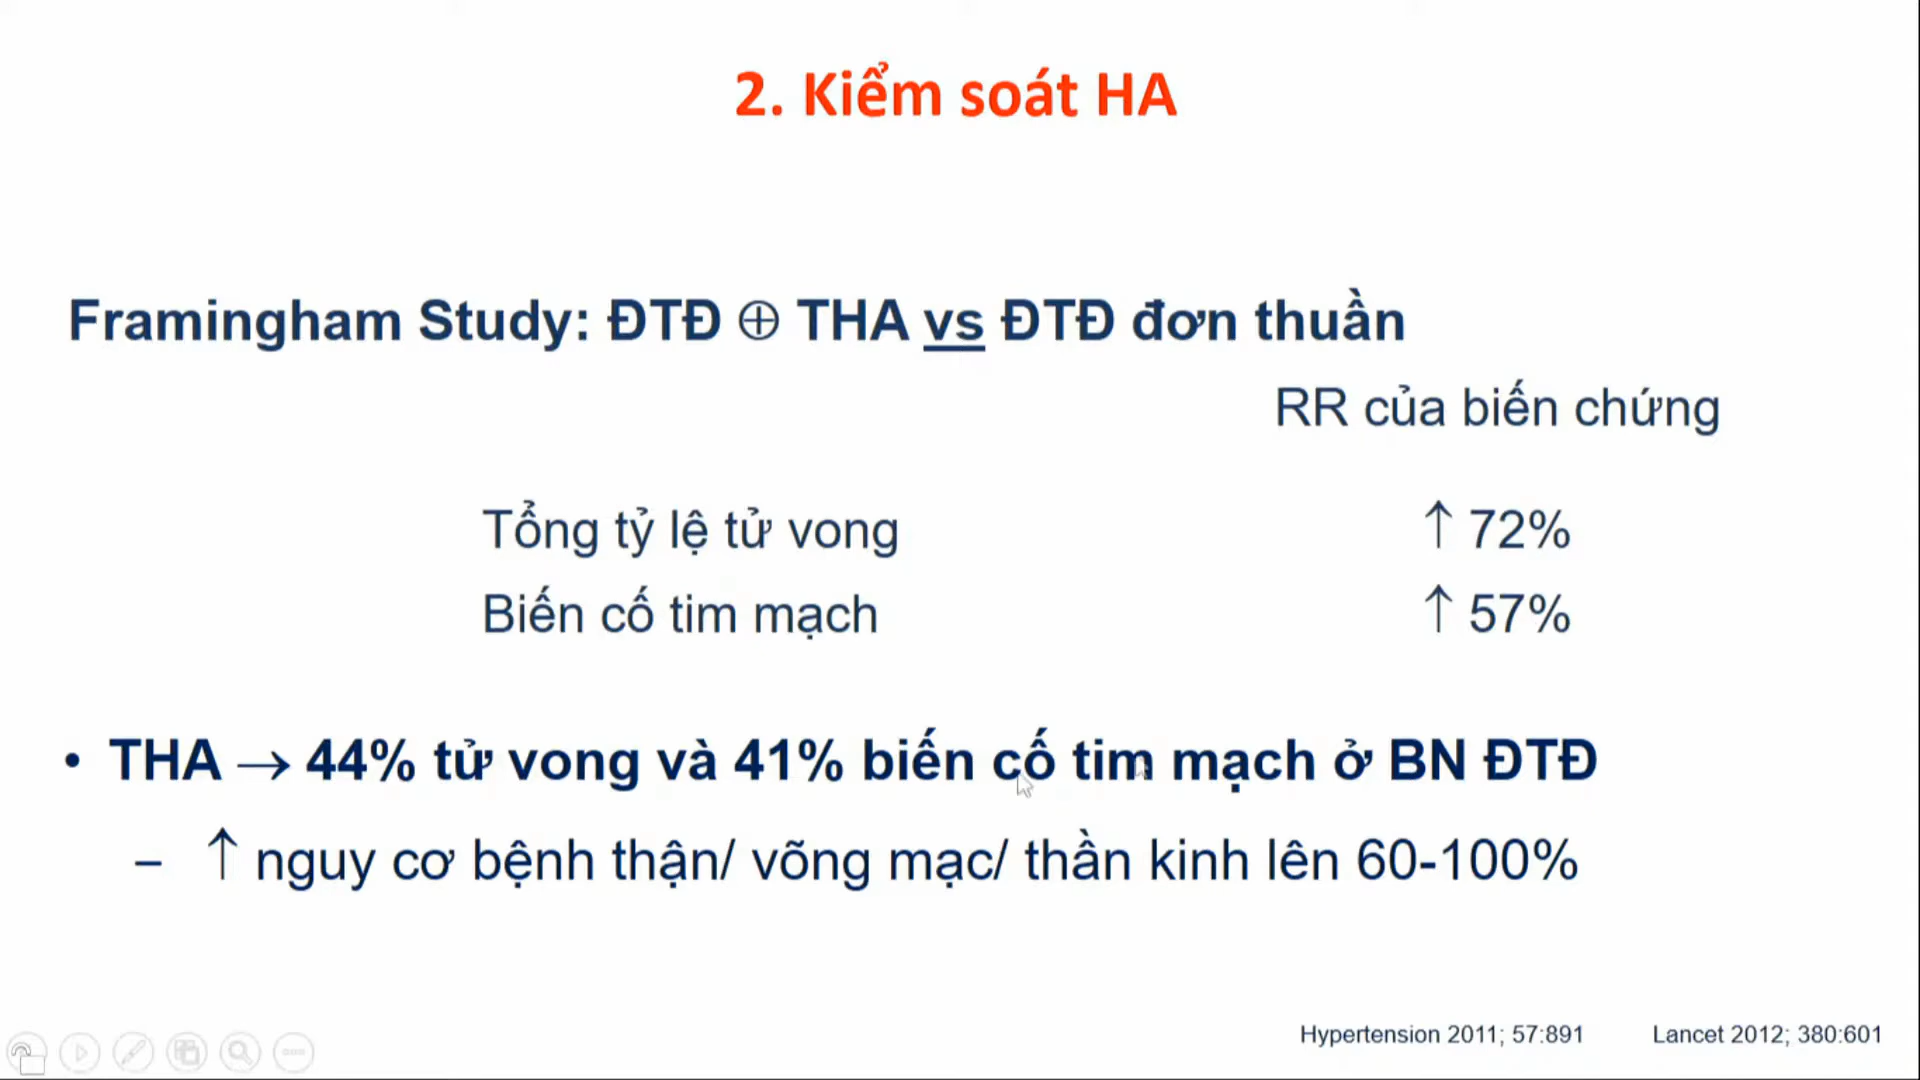 2. Kiểm soát HA
Framingham Study: ĐTĐ ⊕ THA vs ĐTĐ đơn thuần
RR của biến chứng
Tổng tỷ lệ tử vong ↑ 72%
Biến cố tim mạch ↑ 57%
• THA → 44% tử vong và 41% biến cố tim mạch ở BN ĐTĐ
– ↑ nguy cơ bệnh thận/ võng mạc/ thần kinh lên 60-100%
Hypertension 2011; 57:891 Lancet 2012; 380:601